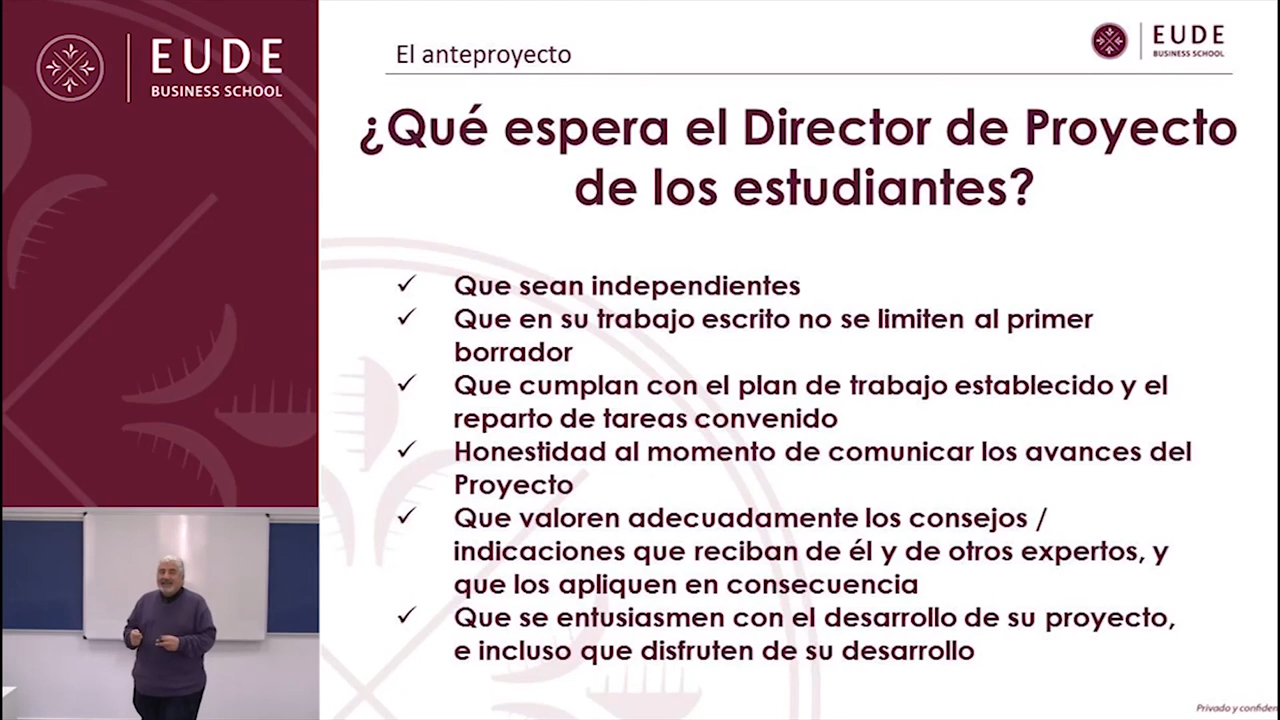 EUDE
BUSINESS SCHOOL
El anteproyecto
EUDE
BUSINESS SCHOOL
¿Qué espera el Director de Proyecto
de los estudiantes?
✓ Que sean independientes
✓ Que en su trabajo escrito no se limiten al primer
borrador
✓ Que cumplan con el plan de trabajo establecido y el
reparto de tareas convenido
✓ Honestidad al momento de comunicar los avances del
Proyecto
✓ Que valoren adecuadamente los consejos /
indicaciones que reciban de él y de otros expertos, y
que los apliquen en consecuencia
✓ Que se entusiasmen con el desarrollo de su proyecto,
e incluso que disfruten de su desarrollo
Privado y confiden